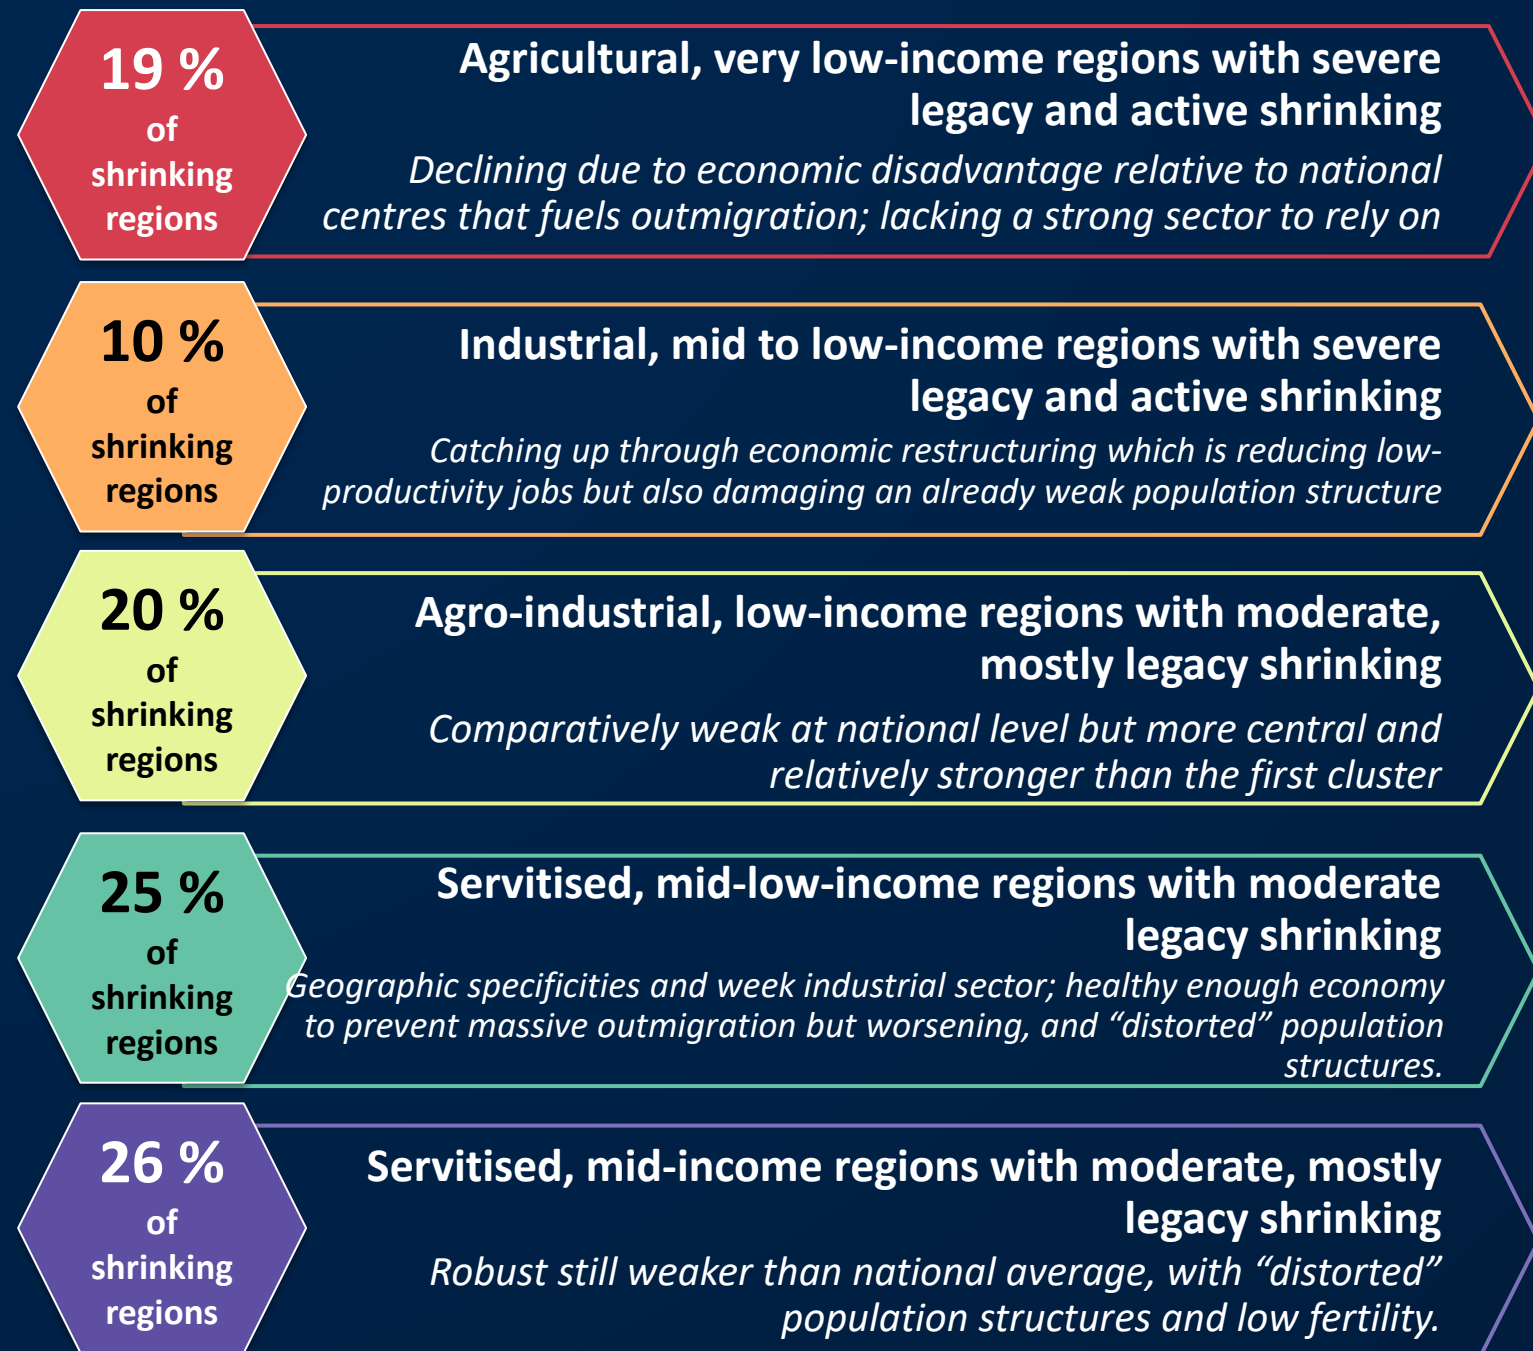 19 %
of
shrinking
regions
Agricultural, very low-income regions with severe
legacy and active shrinking
Declining due to economic disadvantage relative to national
centres that fuels outmigration; lacking a strong sector to rely on
10 %
of
shrinking
regions
Industrial, mid to low-income regions with severe
legacy and active shrinking
Catching up through economic restructuring which is reducing low-
productivity jobs but also damaging an already weak population structure
20 %
of
shrinking
regions
Agro-industrial, low-income regions with moderate,
mostly legacy shrinking
Comparatively weak at national level but more central and
relatively stronger than the first cluster
25 %
of
shrinking
regions
Servitised, mid-low-income regions with moderate
legacy shrinking
Geographic specificities and week industrial sector; healthy enough economy
to prevent massive outmigration but worsening, and “distorted” population
structures.
26 %
of
shrinking
regions
Servitised, mid-income regions with moderate, mostly
legacy shrinking
Robust still weaker than national average, with “distorted”
population structures and low fertility.